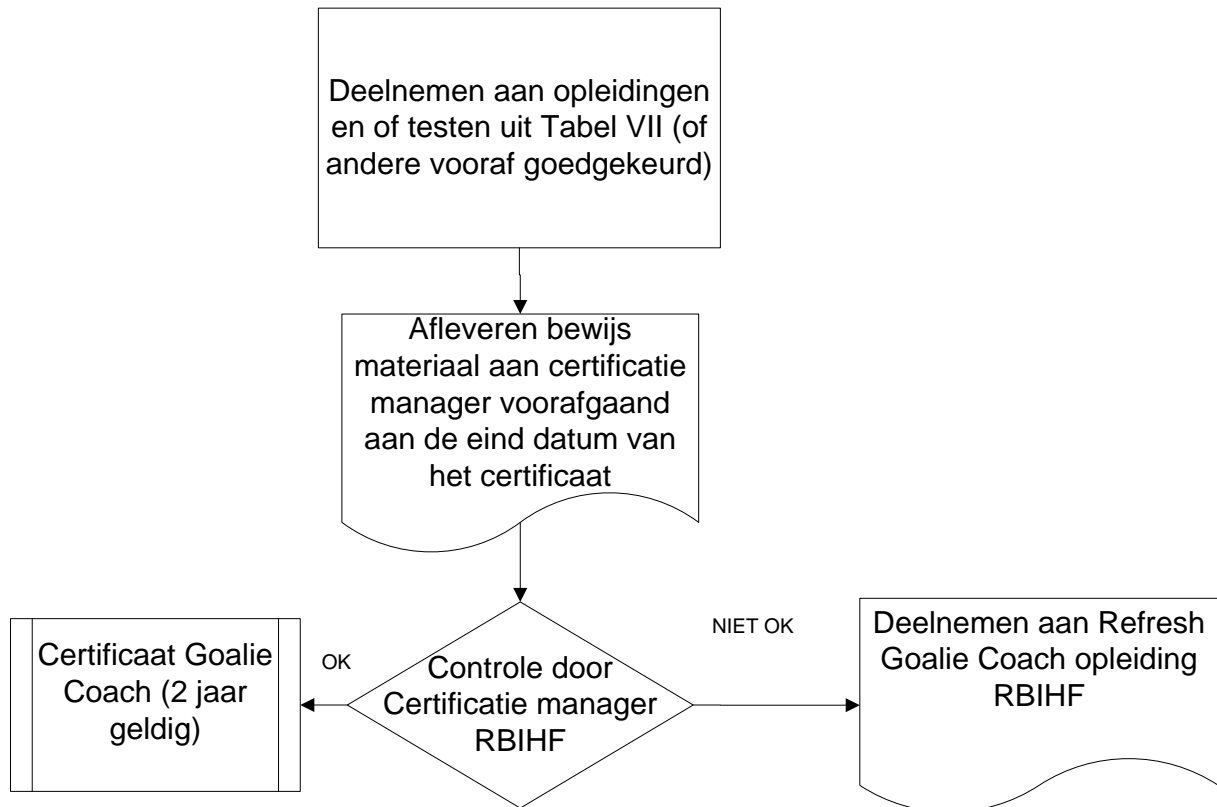 Deelnemen aan opleidingen
en of testen uit Tabel VII (of
andere vooraf goedgekeurd)
Afleveren bewijs
materiaal aan certificatie
manager voorafgaand
aan de eind datum van
het certificaat
Certificaat Goalie
Coach (2 jaar
geldig)
OK
Controle door
Certificatie manager
RBIHF
NIET OK
Deelnemen aan Refresh
Goalie Coach opleiding
RBIHF